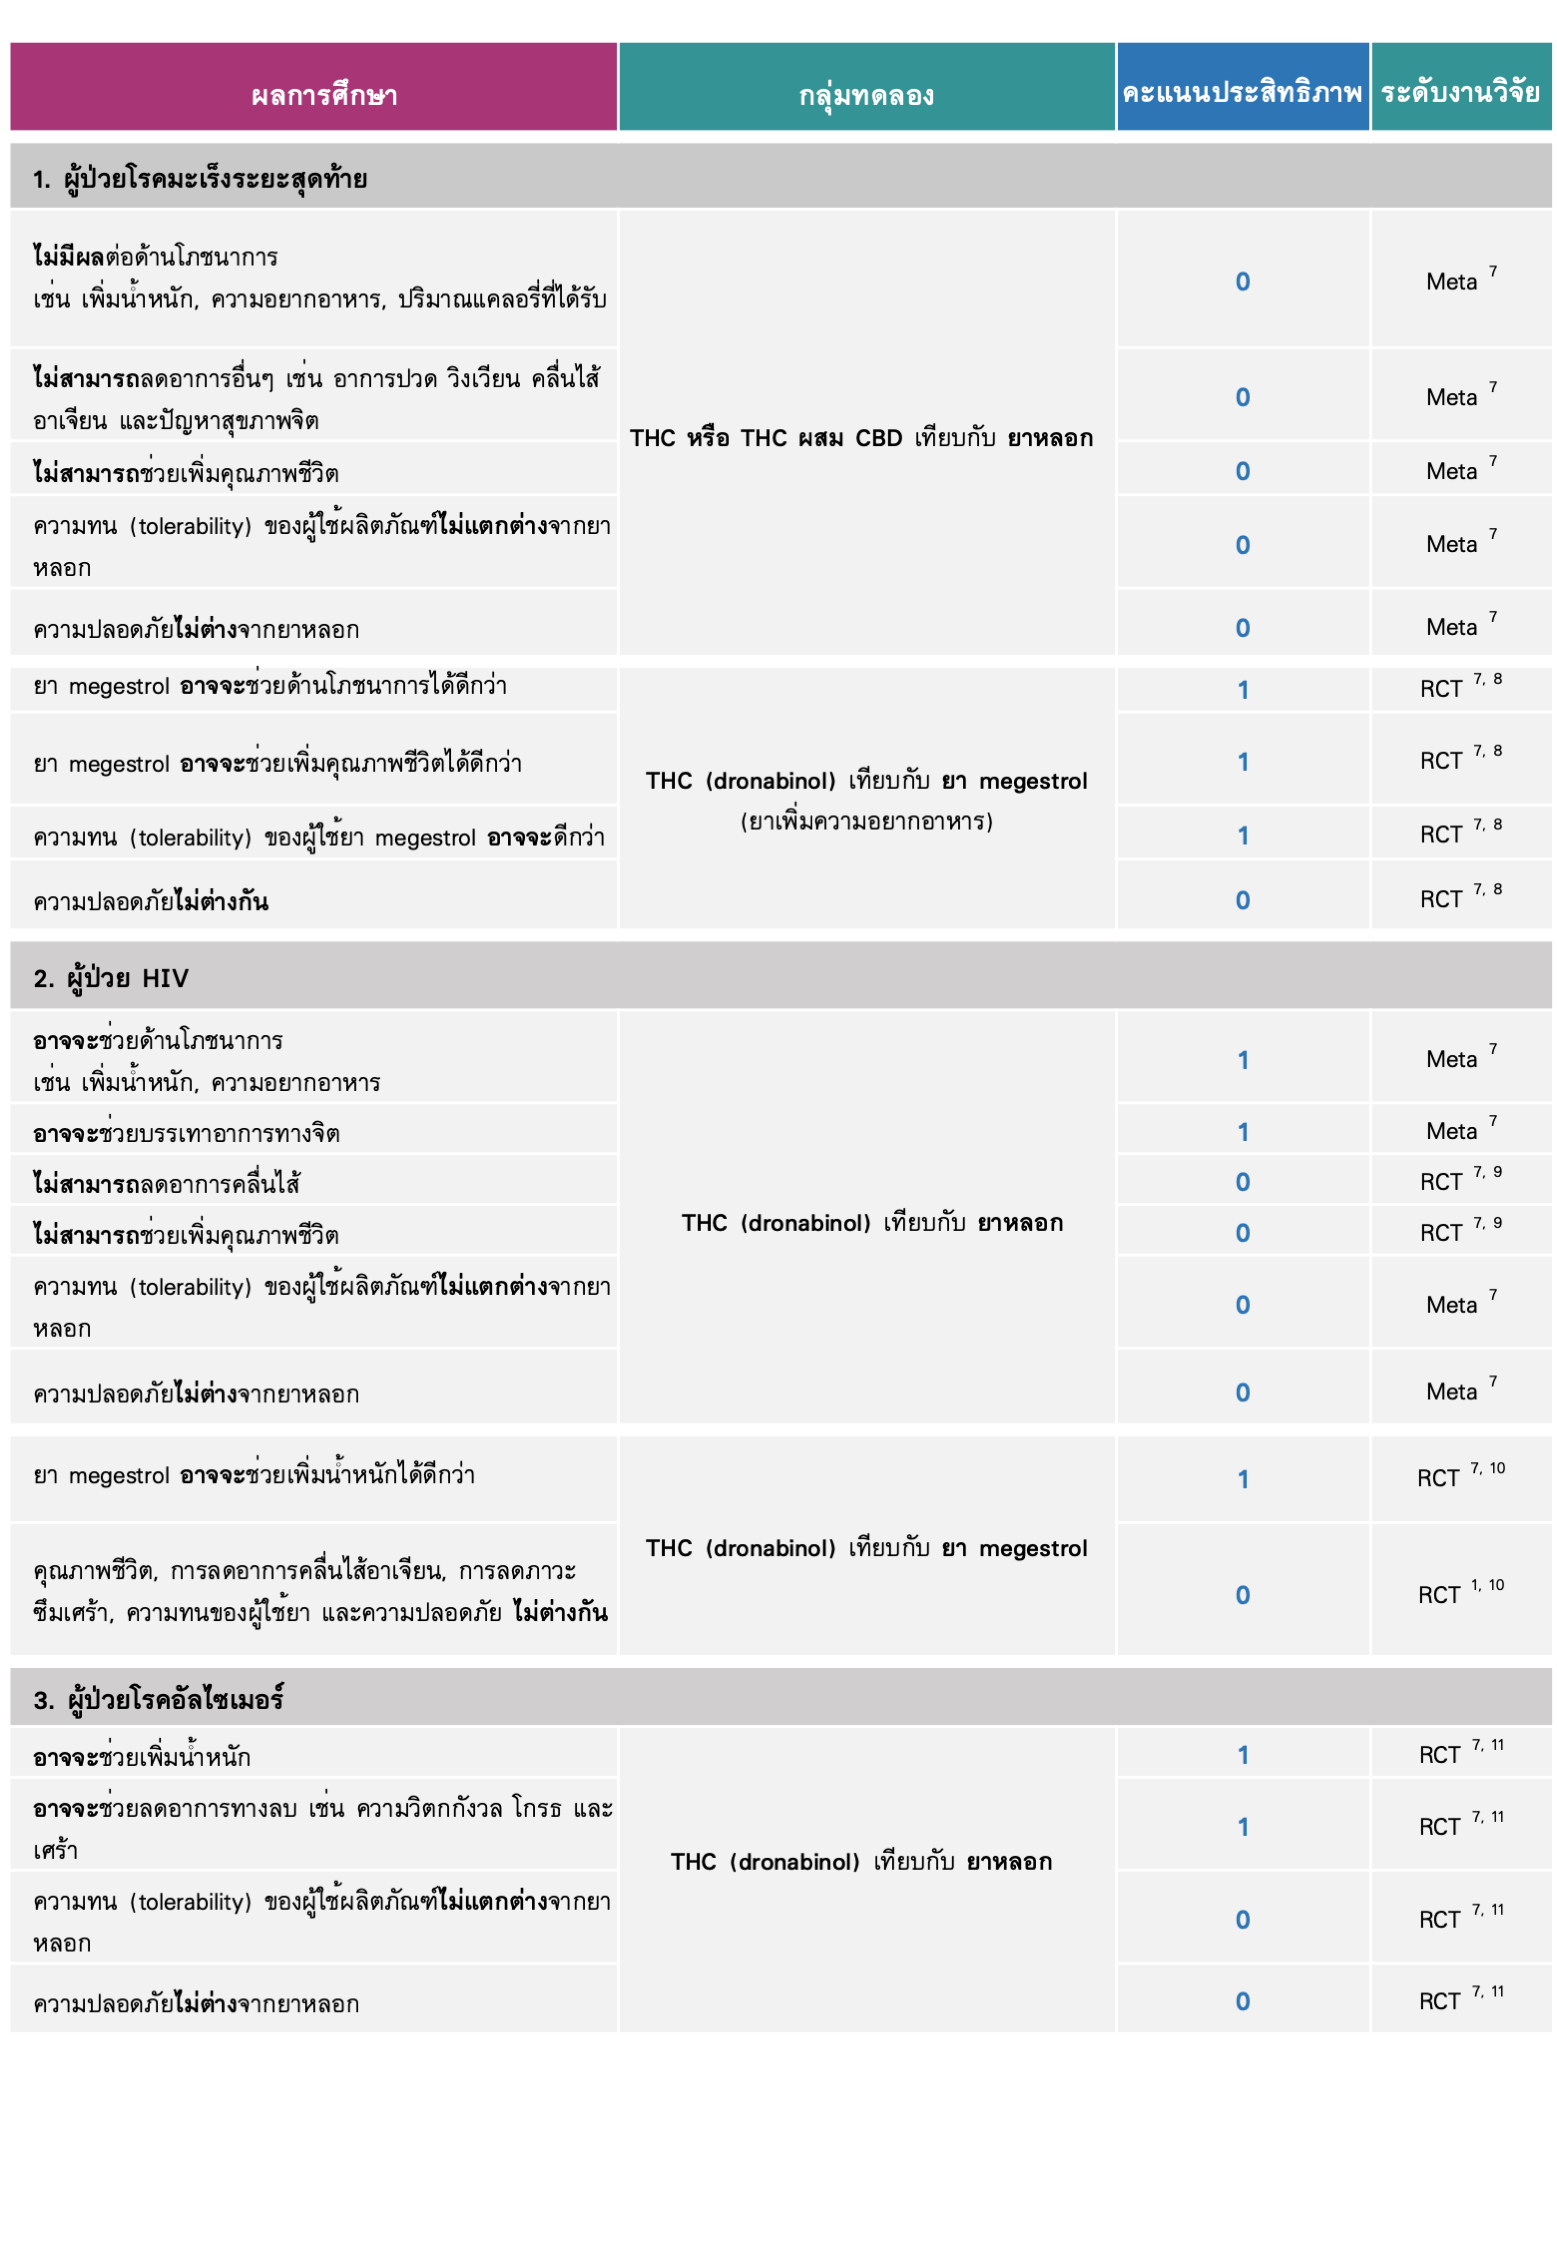 ผลการศึกษา กลุ่มทดลอง คะแนนประสิทธิภาพ ระดับงานวิจัย
1. ผู้ป่วยโรคมะเร็งระยะสุดท้าย
ไม่มีผลต่อด้านโภชนาการ
เช่น เพิ่มน้ำหนัก, ความอยากอาหาร, ปริมาณแคลอรี่ที่ได้รับ
0 Meta 7
ไม่สามารถลดอาการอื่นๆ เช่น อาการปวด วิงเวียน คลื่นไส้
อาเจียน และปัญหาสุขภาพจิต
0 Meta 7
THC หรือ THC ผสม CBD เทียบกับ ยาหลอก
ไม่สามารถช่วยเพิ่มคุณภาพชีวิต 0 Meta 7
ความทน (tolerability) ของผู้ใช้ผลิตภัณฑ์ไม่แตกต่างจากยา
หลอก
0 Meta 7
ความปลอดภัยไม่ต่างจากยาหลอก 0 Meta 7
ยา megestrol อาจจะช่วยด้านโภชนาการได้ดีกว่า 1 RCT 7, 8
ยา megestrol อาจจะช่วยเพิ่มคุณภาพชีวิตได้ดีกว่า 1 RCT 7, 8
THC (dronabinol) เทียบกับ ยา megestrol
(ยาเพิ่มความอยากอาหาร)
ความทน (tolerability) ของผู้ใช้ยา megestrol อาจจะดีกว่า 1 RCT 7, 8
ความปลอดภัยไม่ต่างกัน 0 RCT 7, 8
2. ผู้ป่วย HIV
อาจจะช่วยด้านโภชนาการ
เช่น เพิ่มน้ำหนัก, ความอยากอาหาร
1 Meta 7
อาจจะช่วยบรรเทาอาการทางจิต 1 Meta 7
ไม่สามารถลดอาการคลื่นไส้ 0 RCT 7, 9
THC (dronabinol) เทียบกับ ยาหลอก
ไม่สามารถช่วยเพิ่มคุณภาพชีวิต 0 RCT 7, 9
ความทน (tolerability) ของผู้ใช้ผลิตภัณฑ์ไม่แตกต่างจากยา
หลอก
0 Meta 7
ความปลอดภัยไม่ต่างจากยาหลอก 0 Meta 7
ยา megestrol อาจจะช่วยเพิ่มน้ำหนักได้ดีกว่า 1 RCT 7, 10
THC (dronabinol) เทียบกับ ยา megestrol
คุณภาพชีวิต, การลดอาการคลื่นไส้อาเจียน, การลดภาวะ
ซึมเศร้า, ความทนของผู้ใช้ยา และความปลอดภัย ไม่ต่างกัน
0 RCT 1, 10
3. ผู้ป่วยโรคอัลไซเมอร์
อาจจะช่วยเพิ่มน้ำหนัก 1 RCT 7, 11
อาจจะช่วยลดอาการทางลบ เช่น ความวิตกกังวล โกรธ และ
เศร้า
1 RCT 7, 11
THC (dronabinol) เทียบกับ ยาหลอก
ความทน (tolerability) ของผู้ใช้ผลิตภัณฑ์ไม่แตกต่างจากยา
หลอก
0 RCT 7, 11
ความปลอดภัยไม่ต่างจากยาหลอก 0 RCT 7, 11